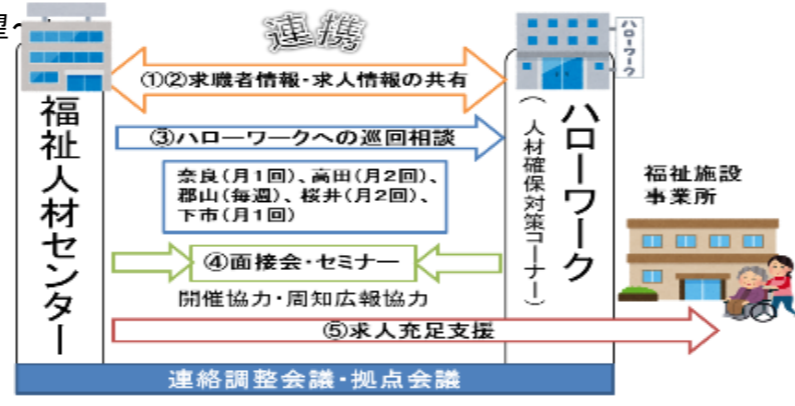 望~
連携
ハローワーク
①②求職者情報・求人情報の共有
福祉人材センター
③ハローワークへの巡回相談
奈良(月1回)、高田(月2回)、
郡山(毎週)、桜井(月2回)、
下市(月1回)
ハローワーク
(人材確保対策コーナー)
福祉施設
事業所
④面接会・セミナー
開催協力・周知広報協力
⑤求人充足支援
連絡調整会議・拠点会議